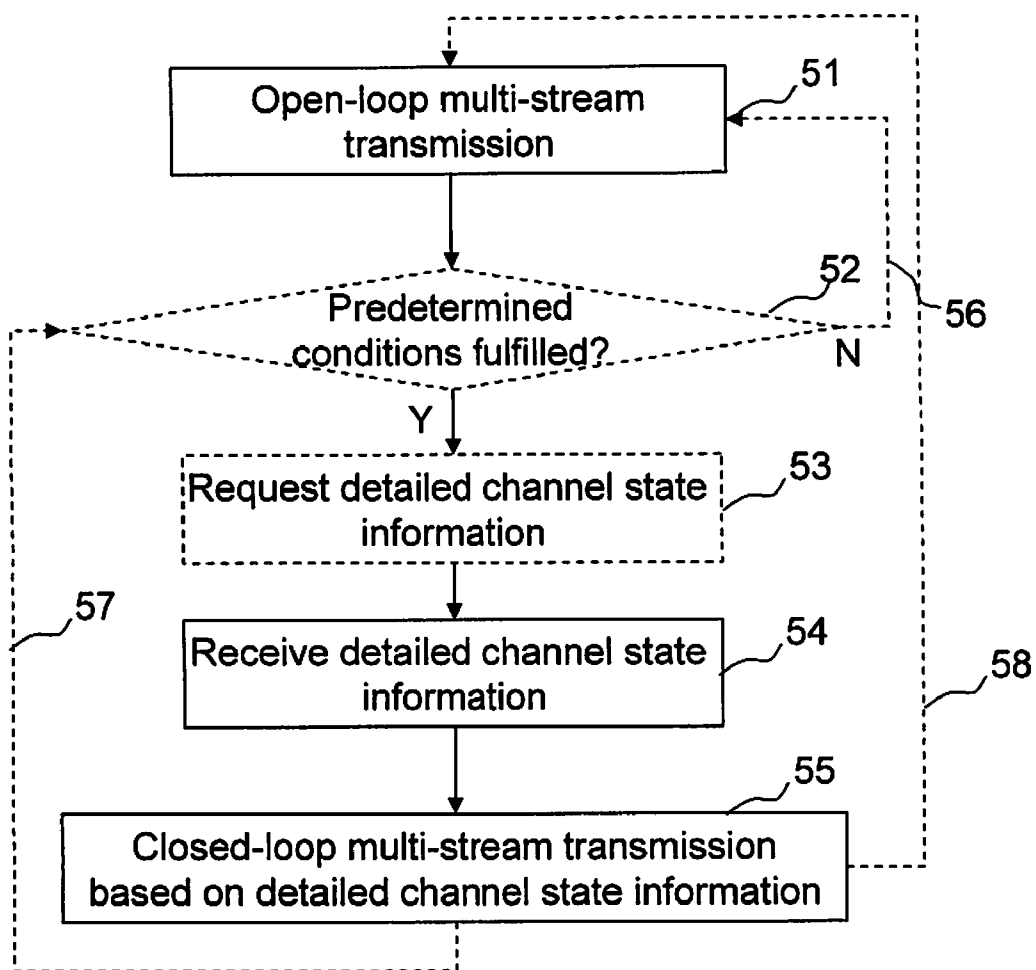 Open-loop multi-stream
transmission
51
Predetermined
conditions fulfilled?
52
N
56
Y
Request detailed channel state
information
53
57
Receive detailed channel state
information
54
58
55
Closed-loop multi-stream transmission
based on detailed channel state information